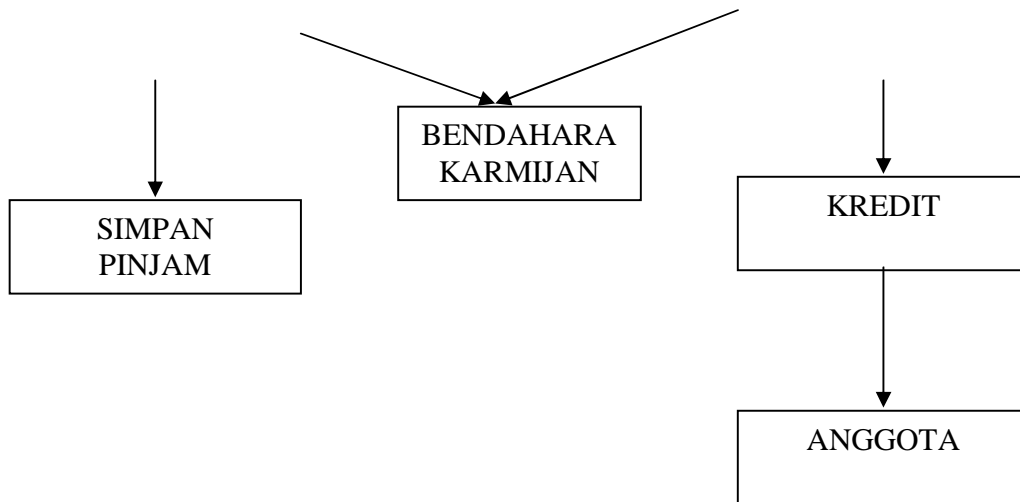 BENDAHARA
KARMIJAN
KREDIT
SIMPAN
PINJAM
ANGGOTA